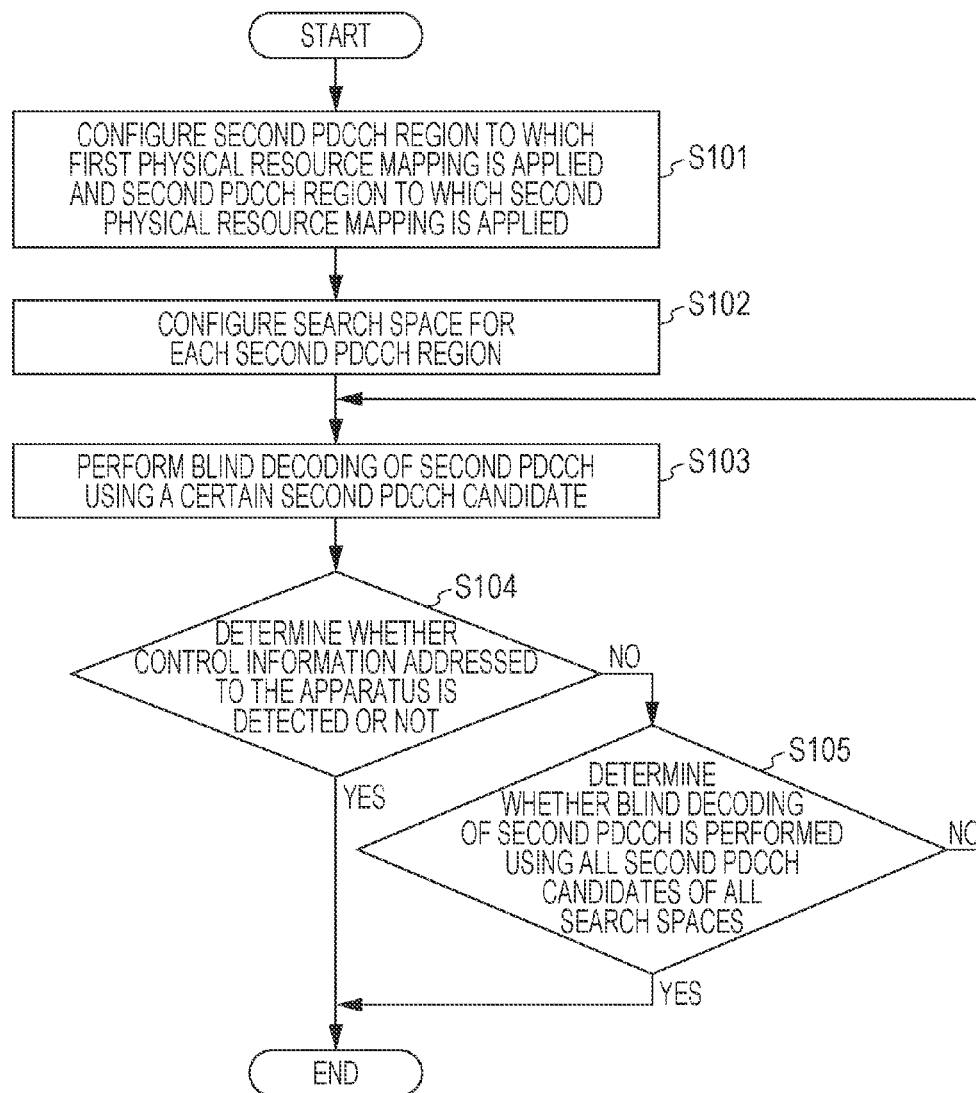 START
CONFIGURE SECOND PDCCH REGION TO WHICH
FIRST PHYSICAL RESOURCE MAPPING IS APPLIED
AND SECOND PDCCH REGION TO WHICH SECOND
PHYSICAL RESOURCE MAPPING IS APPLIED
S101
CONFIGURE SEARCH SPACE FOR
EACH SECOND PDCCH REGION
S102
PERFORM BLIND DECODING OF SECOND PDCCH
USING A CERTAIN SECOND PDCCH CANDIDATE
S103
S104
DETERMINE WHETHER
CONTROL INFORMATION ADDRESSED
TO THE APPARATUS IS
DETECTED OR NOT
NO
YES
S105
DETERMINE
WHETHER BLIND DECODING
OF SECOND PDCCH IS PERFORMED
USING ALL SECOND PDCCH
CANDIDATES OF ALL
SEARCH SPACES
NO
YES
END